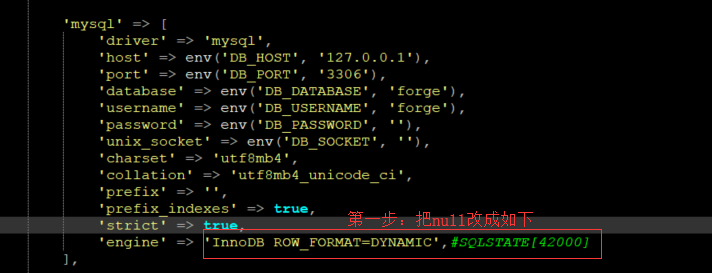 'mysql' => [
'driver' => 'mysql',
'host' => env('DB_HOST', '127.0.0.1'),
'port' => env('DB_PORT', '3306'),
'database' => env('DB_DATABASE', 'forge'),
'username' => env('DB_USERNAME', 'forge'),
'password' => env('DB_PASSWORD', ''),
'unix_socket' => env('DB_SOCKET', ''),
'charset' => 'utf8mb4',
'collation' => 'utf8mb4_unicode_ci',
'prefix' => '',
'prefix_indexes' => true,
第一步：把null改成如下
'strict' => true,
'engine' => 'InnoDB ROW_FORMAT=DYNAMIC',#SQLSTATE[42000]
],